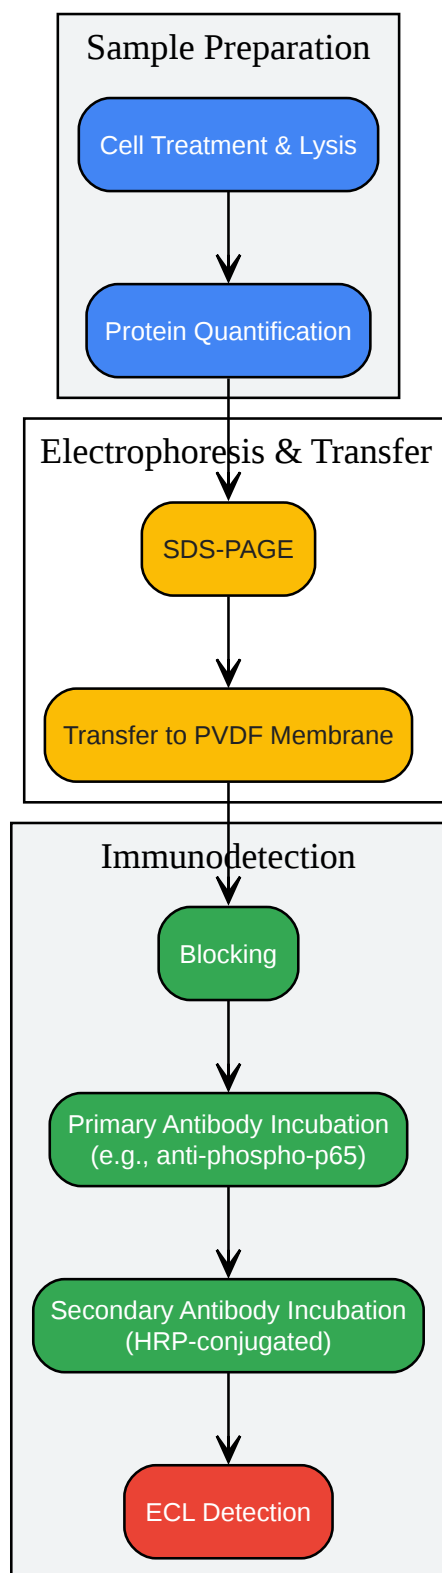 Sample Preparation
Cell Treatment & Lysis
Protein Quantification
Electrophoresis & Transfer
SDS-PAGE
Transfer to PVDF Membrane
Immunodetection
Blocking
Primary Antibody Incubation
(e.g., anti-phospho-p65)
Secondary Antibody Incubation
(HRP-conjugated)
ECL Detection